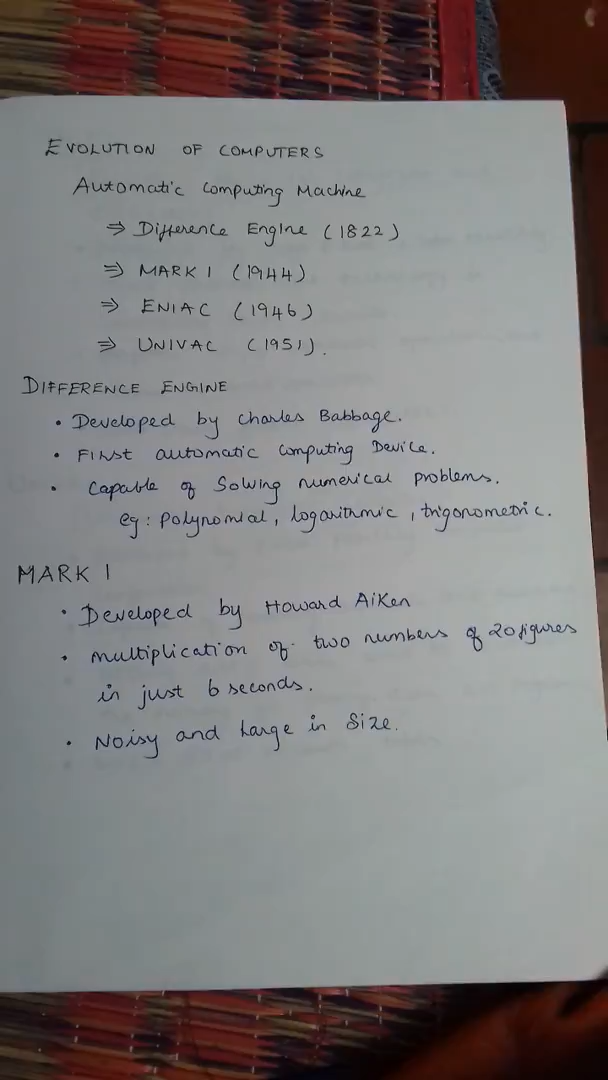 EVOLUTION OF COMPUTERS
Automatic Computing Machine
⇒ Difference Engine (1822)
⇒ MARK I (1944)
⇒ ENIAC (1946)
⇒ UNIVAC (1951).
DIFFERENCE ENGINE
• Developed by Charles Babbage.
• First automatic computing Device.
• Capable of Solving numerical problems.
eg: polynomial, logarithmic, trigonometric.
MARK I
• Developed by Howard Aiken
• Multiplication of two numbers of 20 figures
in just 6 seconds.
• Noisy and Large in Size.